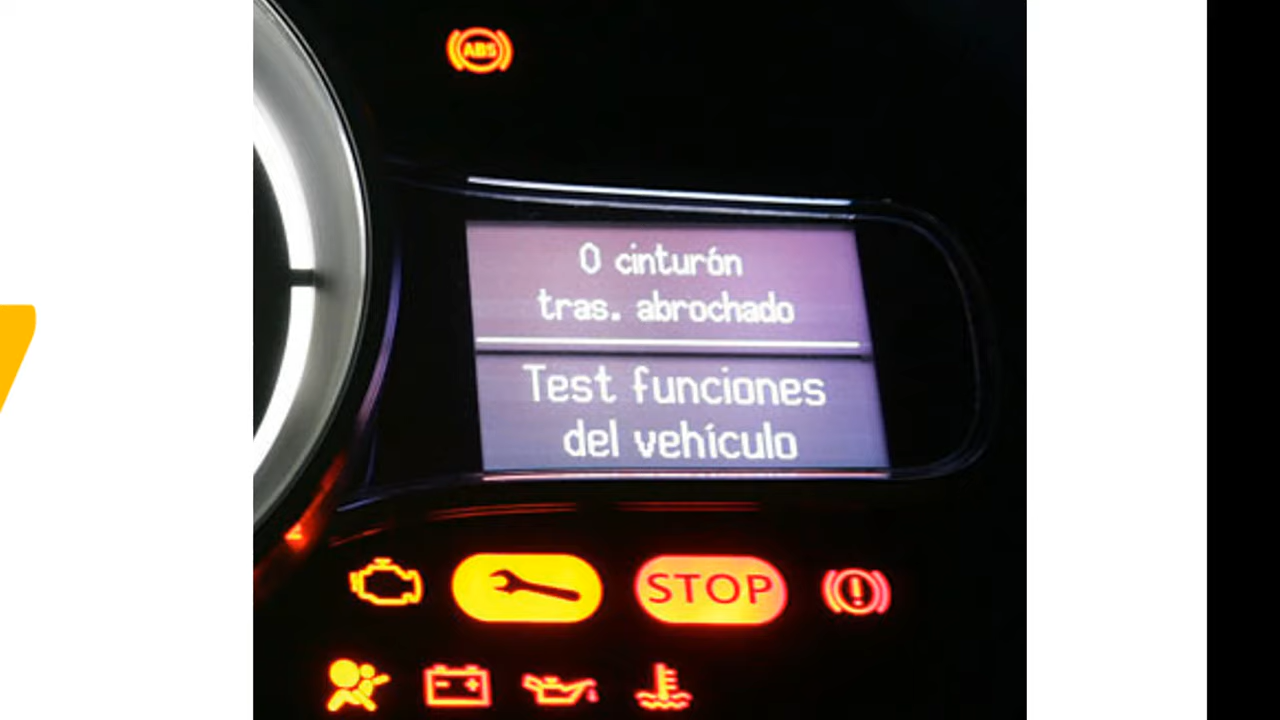 ABS
0 cinturón
tras. abrochado
Test funciones
del vehículo
STOP